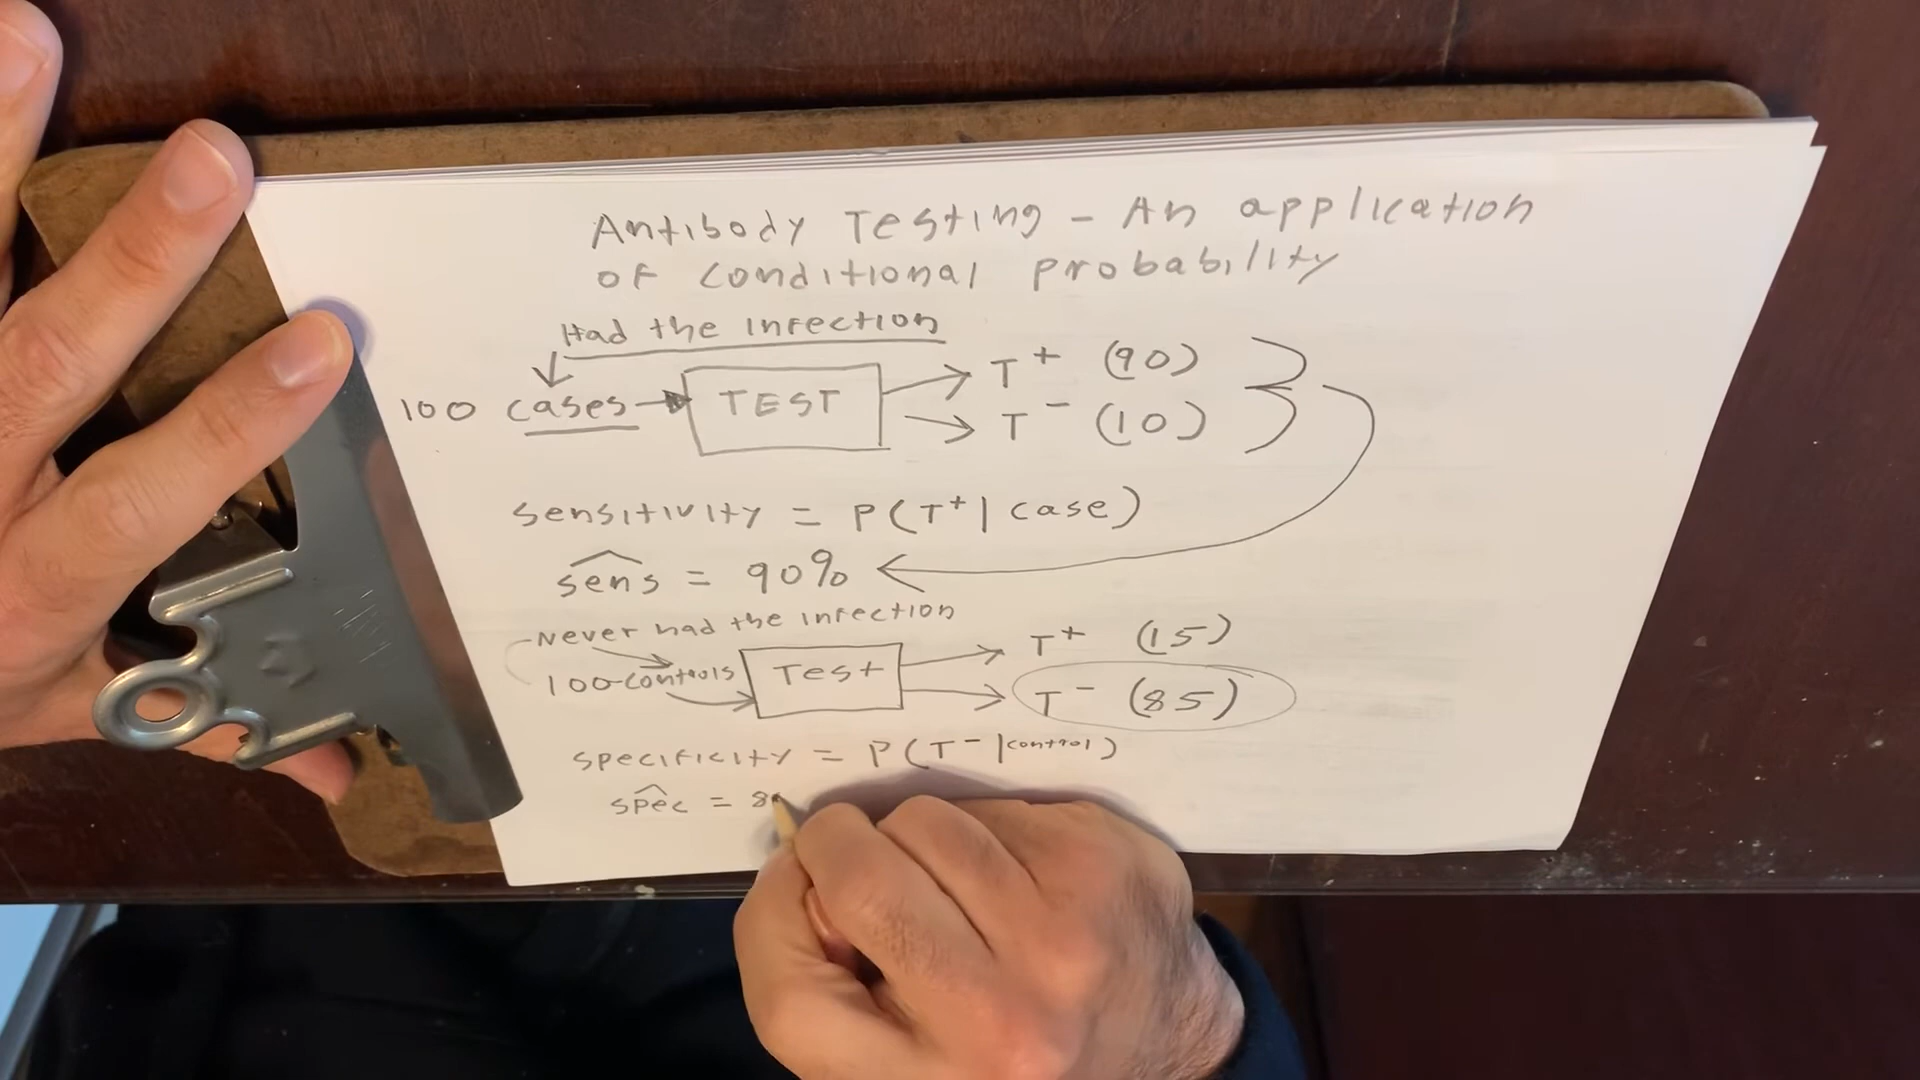 Antibody Testing - An application
of conditional probability
Had the infection
100 cases → TEST → T+ (90)
→ T- (10)
sensitivity = P(T+ | case)
sens = 90%
Never had the infection
100 controls Test → T+ (15)
→ T- (85)
specificity = P(T- | control)
spec = 8